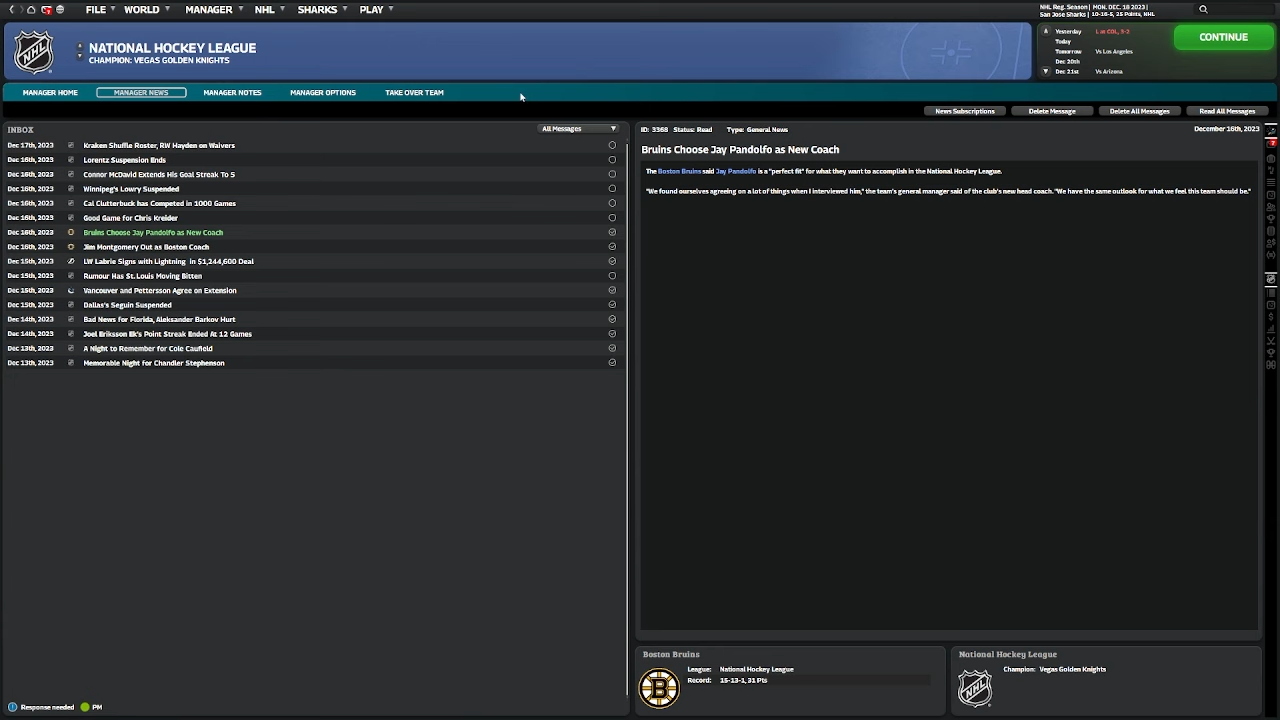 FILE WORLD MANAGER NHL SHARKS PLAY
NHL Reg. Season | MON. DEC. 18 2023 |
San Jose Sharks | 10-16-5, 25 Points, NHL
NATIONAL HOCKEY LEAGUE
CHAMPION: VEGAS GOLDEN KNIGHTS
Yesterday L at COL, 3-2
Today
Tomorrow Vs Los Angeles
Dec 20th
Dec 21st Vs Arizona
CONTINUE
MANAGER HOME MANAGER NEWS MANAGER NOTES MANAGER OPTIONS TAKE OVER TEAM
News Subscriptions Delete Message Delete All Messages Read All Messages
INBOX All Messages
Dec 17th, 2023 Kraken Shuffle Roster, RW Hayden on Waivers
Dec 16th, 2023 Lorentz Suspension Ends
Dec 16th, 2023 Connor McDavid Extends His Goal Streak To 5
Dec 16th, 2023 Winnipeg's Lowry Suspended
Dec 16th, 2023 Cal Clutterbuck has Competed in 1000 Games
Dec 16th, 2023 Good Game for Chris Kreider
Dec 16th, 2023 Bruins Choose Jay Pandolfo as New Coach
Dec 16th, 2023 Jim Montgomery Out as Boston Coach
Dec 15th, 2023 LW Labrie Signs with Lightning in $1,244,600 Deal
Dec 15th, 2023 Rumour Has St. Louis Moving Bitten
Dec 15th, 2023 Vancouver and Pettersson Agree on Extension
Dec 15th, 2023 Dallas's Seguin Suspended
Dec 14th, 2023 Bad News for Florida, Aleksander Barkov Hurt
Dec 14th, 2023 Joel Eriksson Ek's Point Streak Ended At 12 Games
Dec 13th, 2023 A Night to Remember for Cole Caufield
Dec 13th, 2023 Memorable Night for Chandler Stephenson
Response needed PM
ID: 3368 Status: Read Type: General News December 16th, 2023
Bruins Choose Jay Pandolfo as New Coach
The Boston Bruins said Jay Pandolfo is a "perfect fit" for what they want to accomplish in the National Hockey League.
"We found ourselves agreeing on a lot of things when I interviewed him," the team's general manager said of the club's new head coach. "We have the same outlook for what we feel this team should be."
Boston Bruins
League: National Hockey League
Record: 15-13-1, 31 Pts
National Hockey League
Champion: Vegas Golden Knights